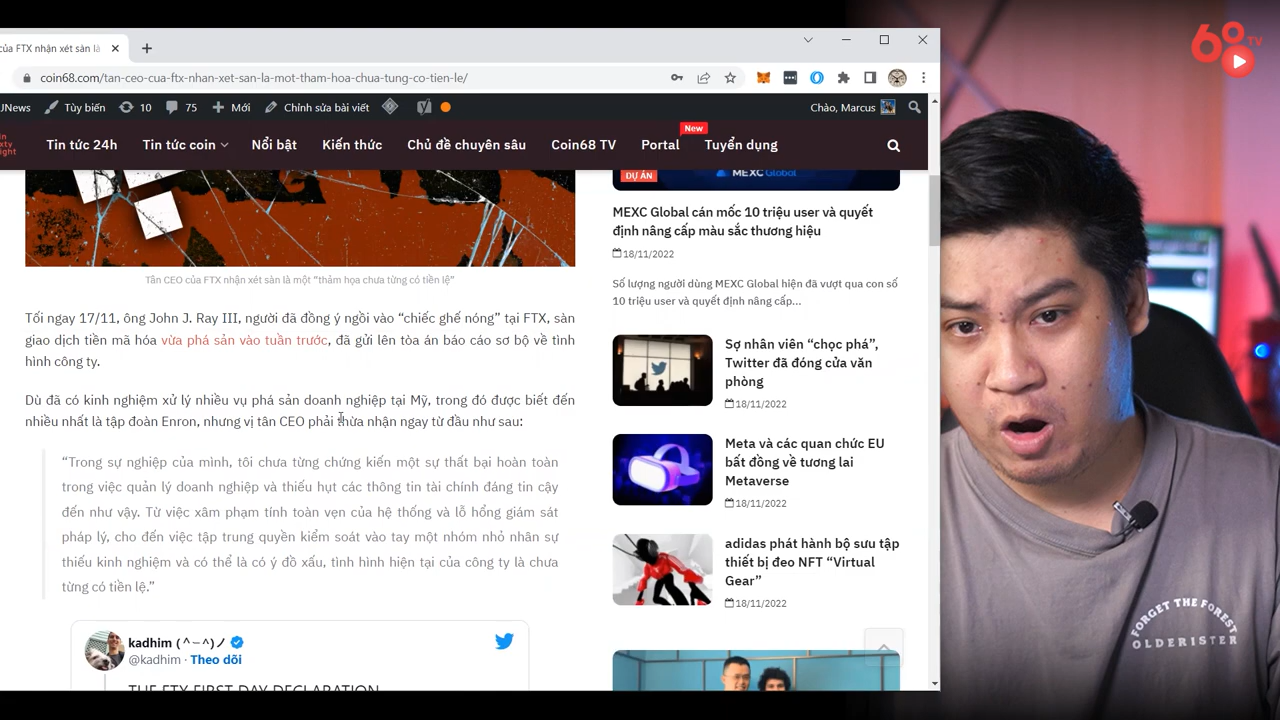 của FTX nhận xét sàn là
coin68.com/tan-ceo-cua-ftx-nhan-xet-san-la-mot-tham-hoa-chua-tung-co-tien-le/
JNews
Tùy biến
10
75
Mới
Chỉnh sửa bài viết
Chào, Marcus
Tin tức 24h
Tin tức coin
Nổi bật
Kiến thức
Chủ đề chuyên sâu
Coin68 TV
Portal
New
Tuyển dụng
Tân CEO của FTX nhận xét sàn là một “thảm họa chưa từng có tiền lệ”
Tối ngay 17/11, ông John J. Ray III, người đã đồng ý ngồi vào “chiếc ghế nóng” tại FTX, sàn
giao dịch tiền mã hóa vừa phá sản vào tuần trước, đã gửi lên tòa án báo cáo sơ bộ về tình
hình công ty.
Dù đã có kinh nghiệm xử lý nhiều vụ phá sản doanh nghiệp tại Mỹ, trong đó được biết đến
nhiều nhất là tập đoàn Enron, nhưng vị tân CEO phải thừa nhận ngay từ đầu như sau:
“Trong sự nghiệp của mình, tôi chưa từng chứng kiến một sự thất bại hoàn toàn
trong việc quản lý doanh nghiệp và thiếu hụt các thông tin tài chính đáng tin cậy
đến như vậy. Từ việc xâm phạm tính toàn vẹn của hệ thống và lỗ hổng giám sát
pháp lý, cho đến việc tập trung quyền kiểm soát vào tay một nhóm nhỏ nhân sự
thiếu kinh nghiệm và có thể là có ý đồ xấu, tình hình hiện tại của công ty là chưa
từng có tiền lệ.”
kadhim (^–^)ノ
@kadhim · Theo dõi
THE FTX FIRST DAY DECLARATION
MEXC Global
DỰ ÁN
MEXC Global cán mốc 10 triệu user và quyết
định nâng cấp màu sắc thương hiệu
18/11/2022
Số lượng người dùng MEXC Global hiện đã vượt qua con số
10 triệu user và quyết định nâng cấp...
Sợ nhân viên “chọc phá”,
Twitter đã đóng cửa văn
phòng
18/11/2022
Meta và các quan chức EU
bất đồng về tương lai
Metaverse
18/11/2022
adidas phát hành bộ sưu tập
thiết bị đeo NFT “Virtual
Gear”
18/11/2022
68 TV
FORGET THE FOREST
OLDERISTER